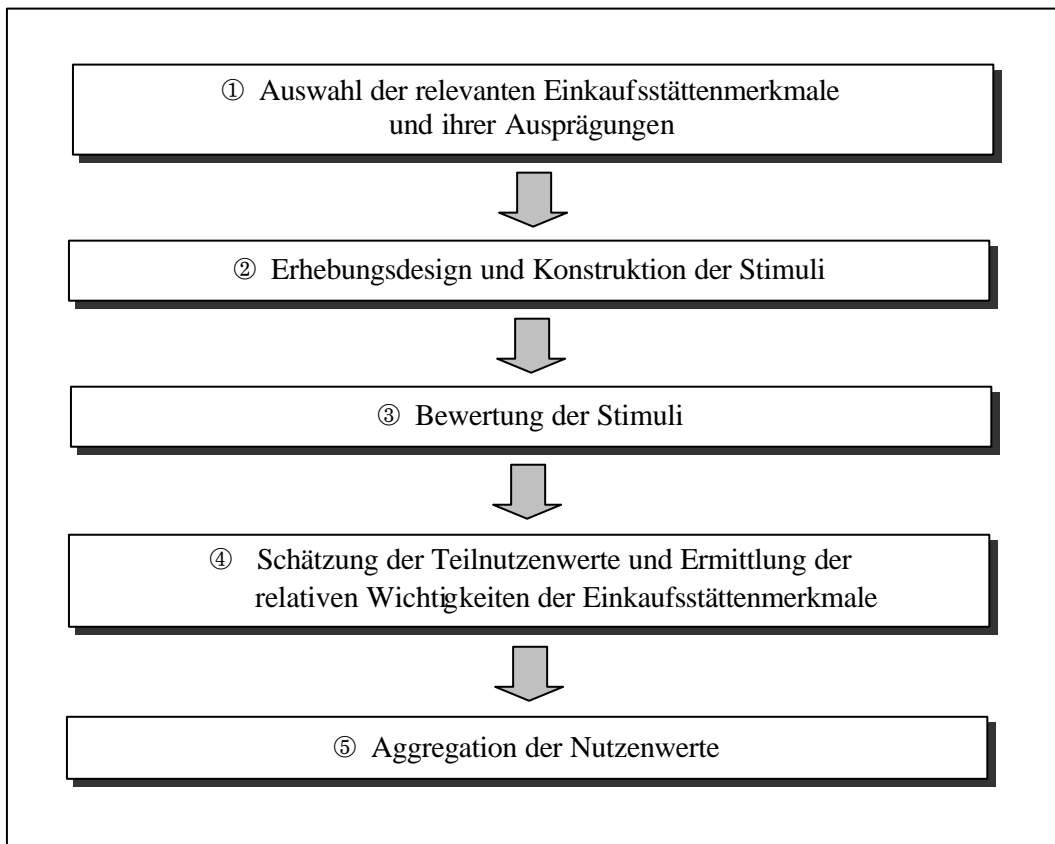 ① Auswahl der relevanten Einkaufsstättenmerkmale
und ihrer Ausprägungen
② Erhebungsdesign und Konstruktion der Stimuli
③ Bewertung der Stimuli
④ Schätzung der Teilnutzenwerte und Ermittlung der
relativen Wichtigkeiten der Einkaufsstättenmerkmale
⑤ Aggregation der Nutzenwerte